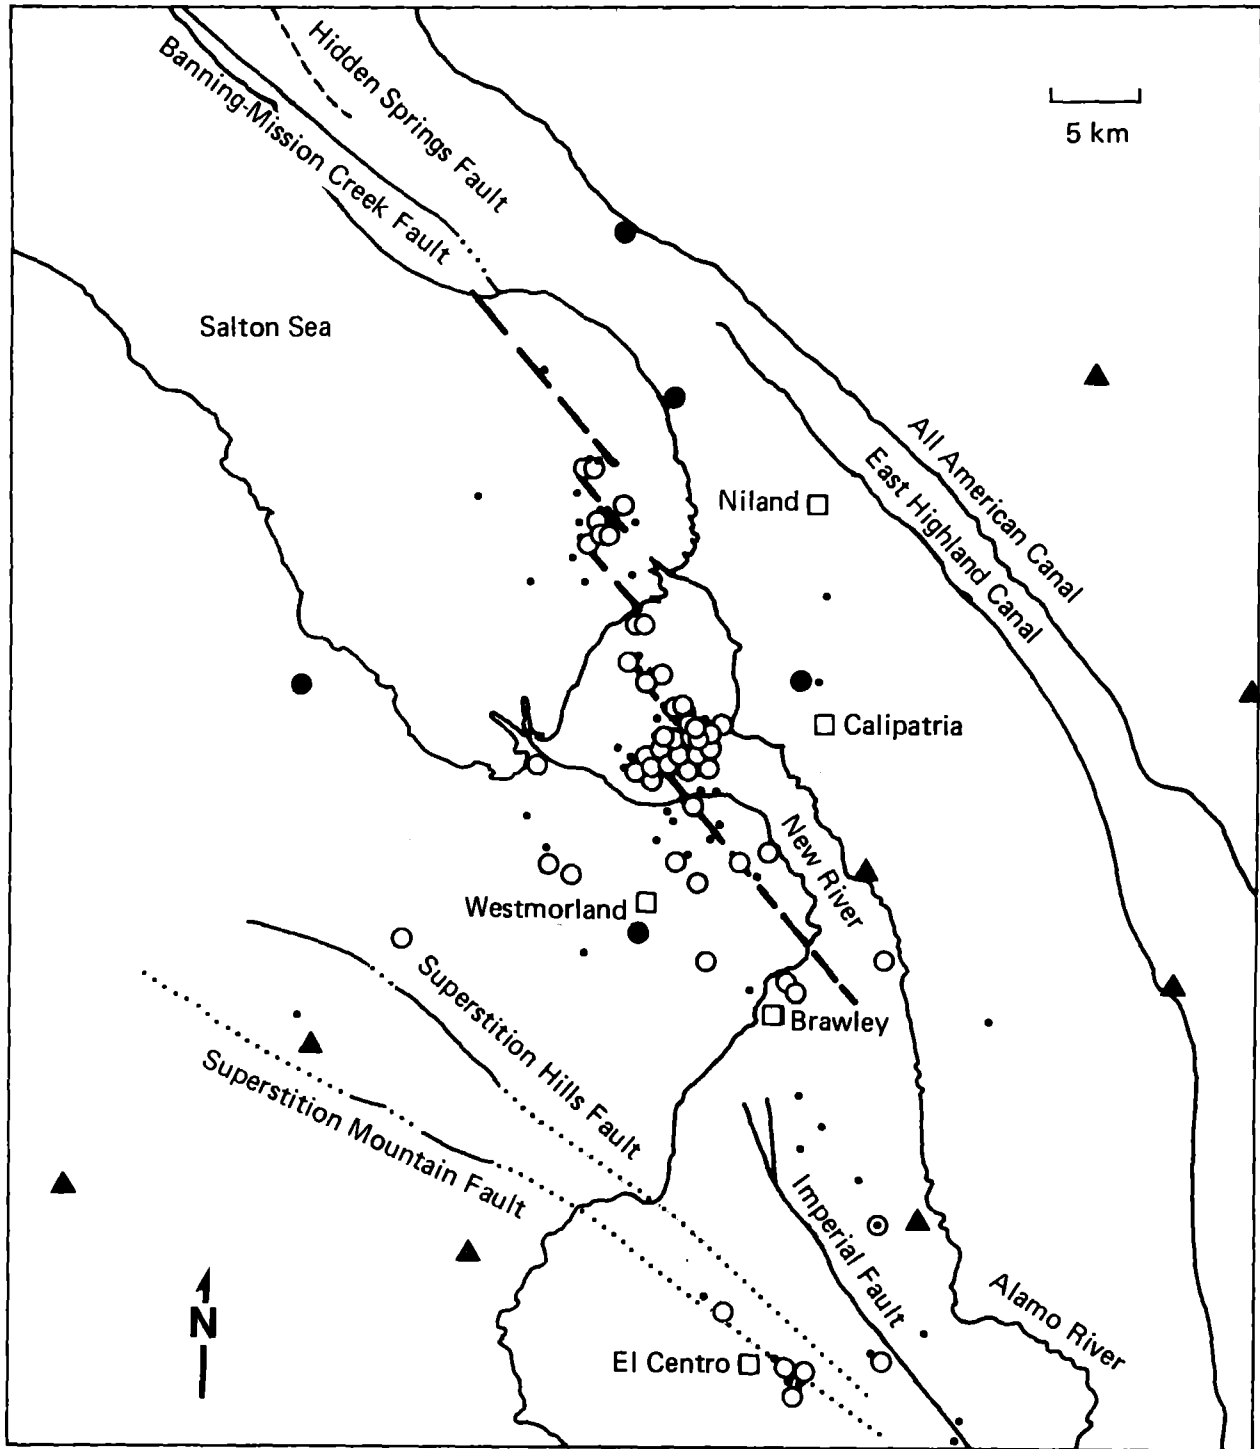 Hidden Springs Fault
Banning-Mission Creek Fault
5 km
Salton Sea
All American Canal
East Highland Canal
Niland
Calipatria
New River
Westmorland
Superstition Hills Fault
Brawley
Superstition Mountain Fault
Imperial Fault
Alamo River
N
El Centro